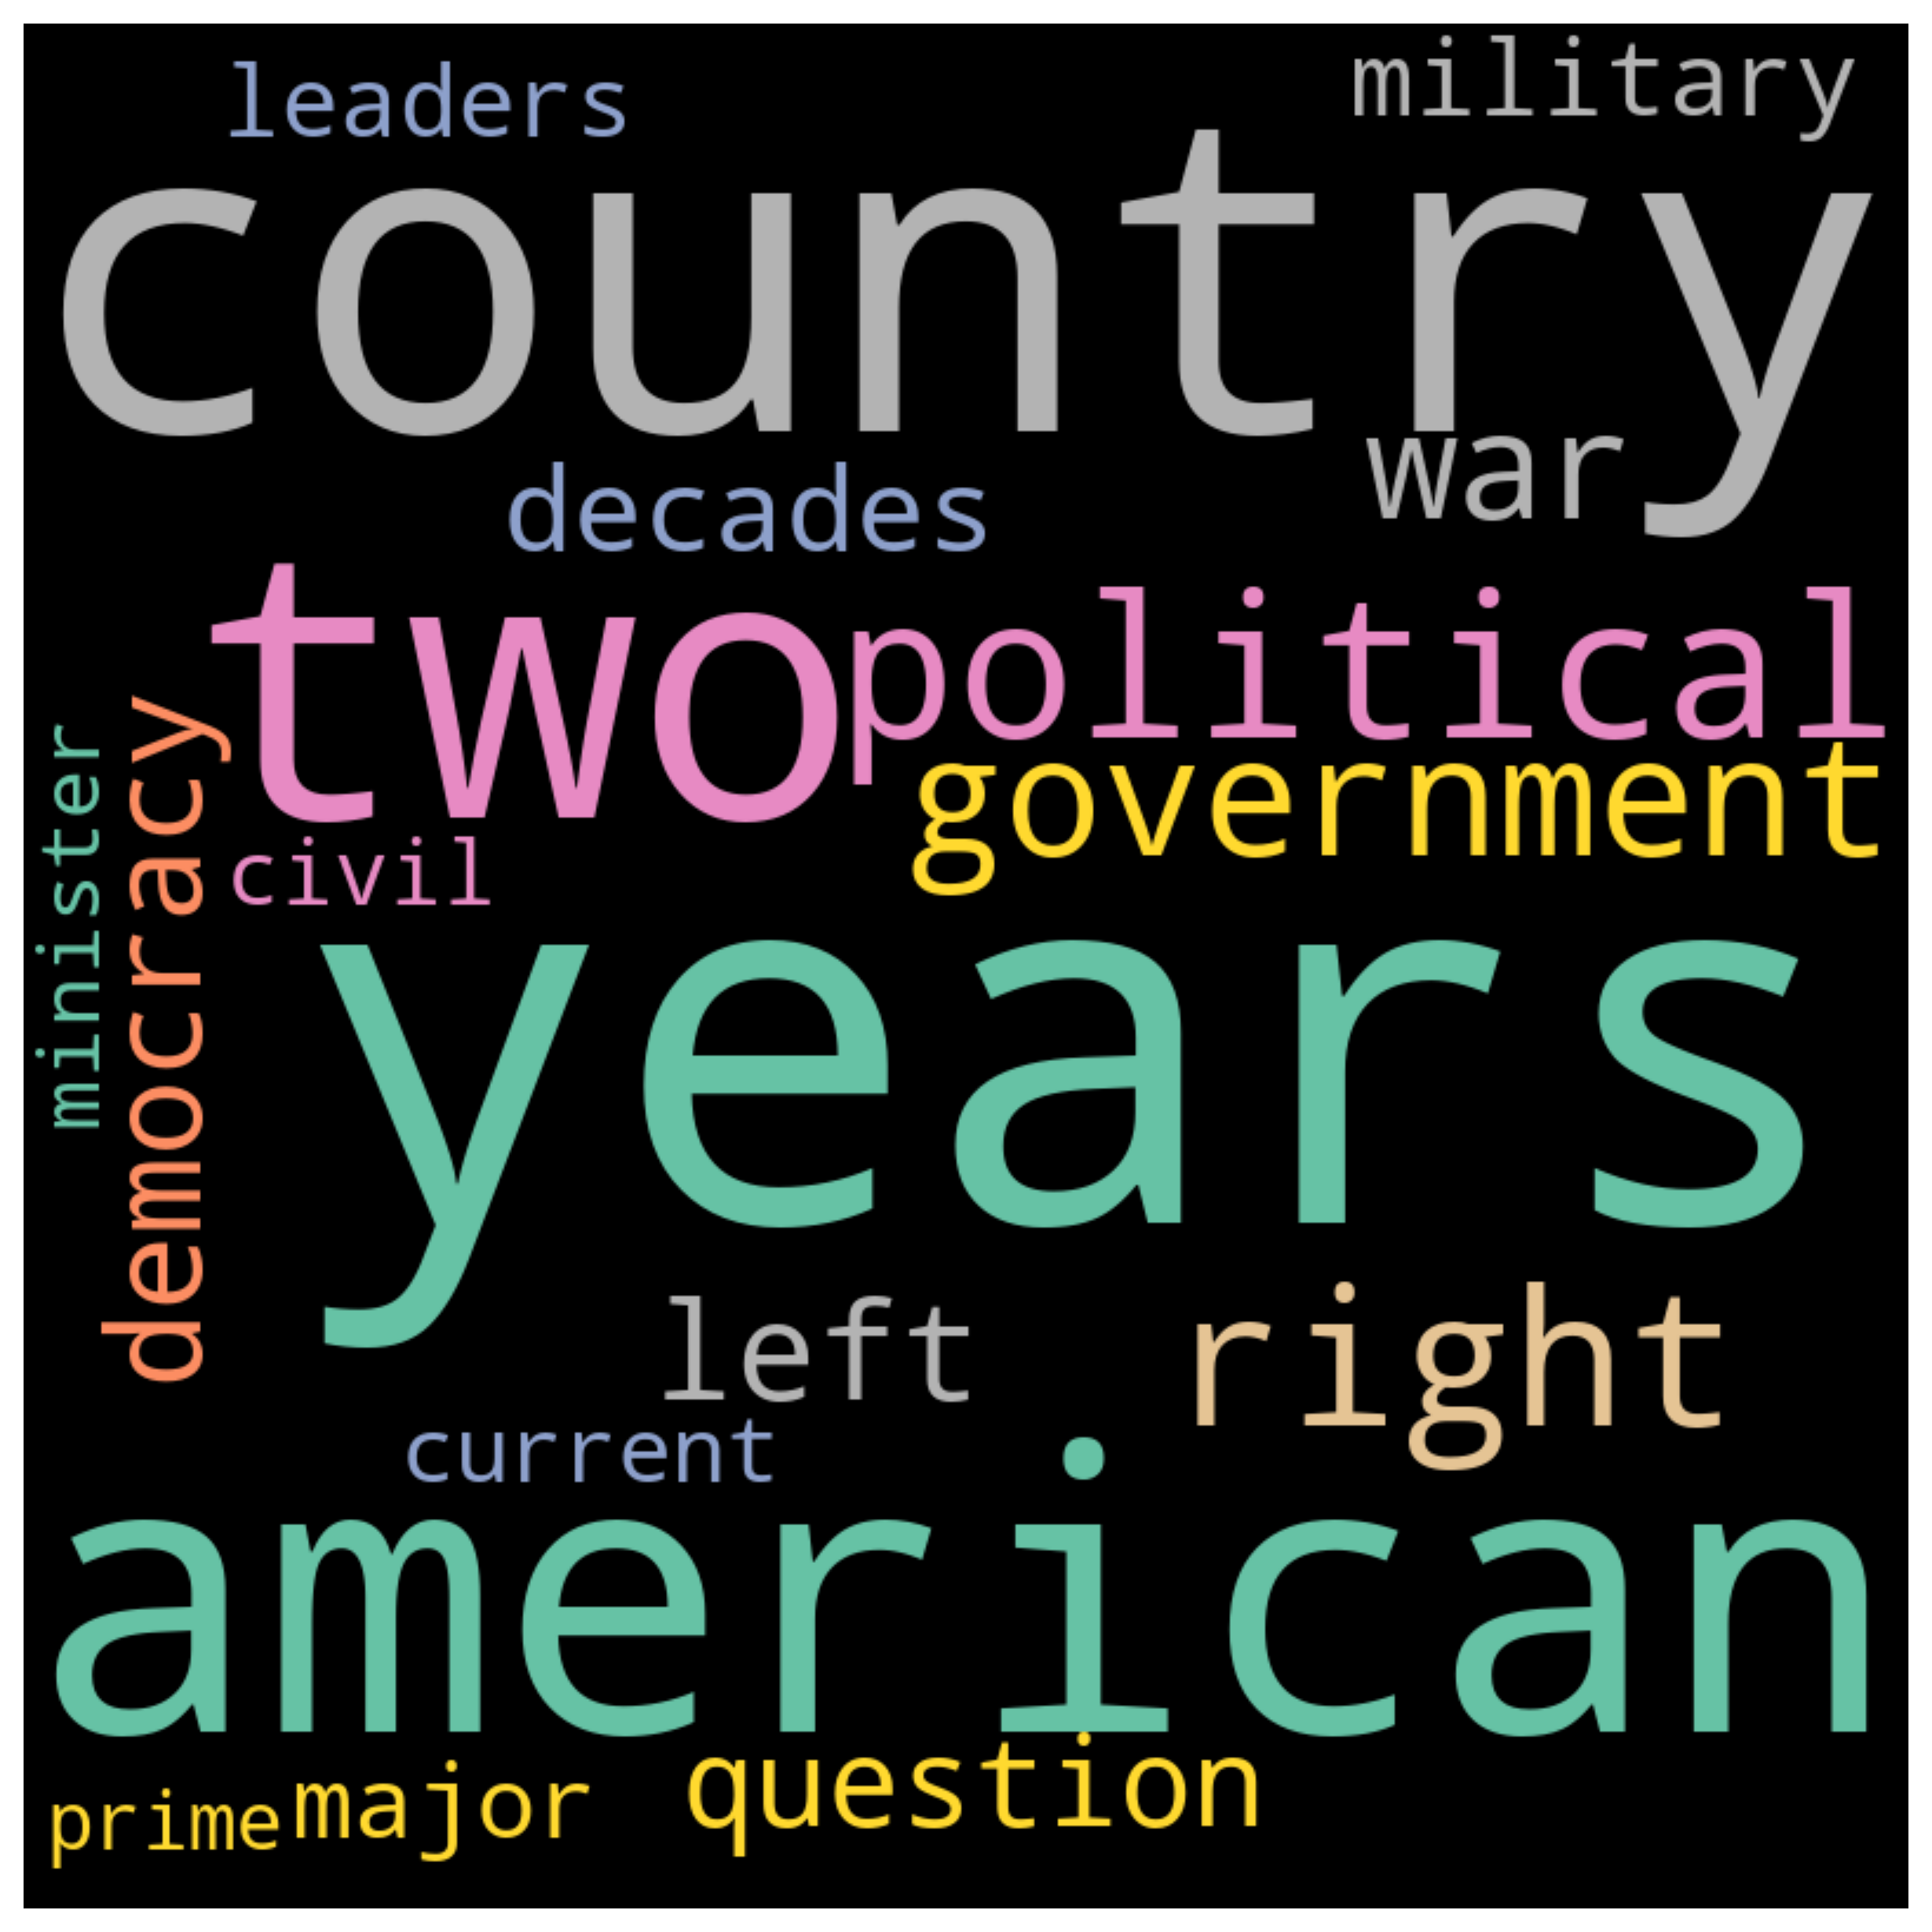 leaders
military
country
war
decades
two
political
government
minister
democracy
civil
years
left
right
current
american
prime
major
question